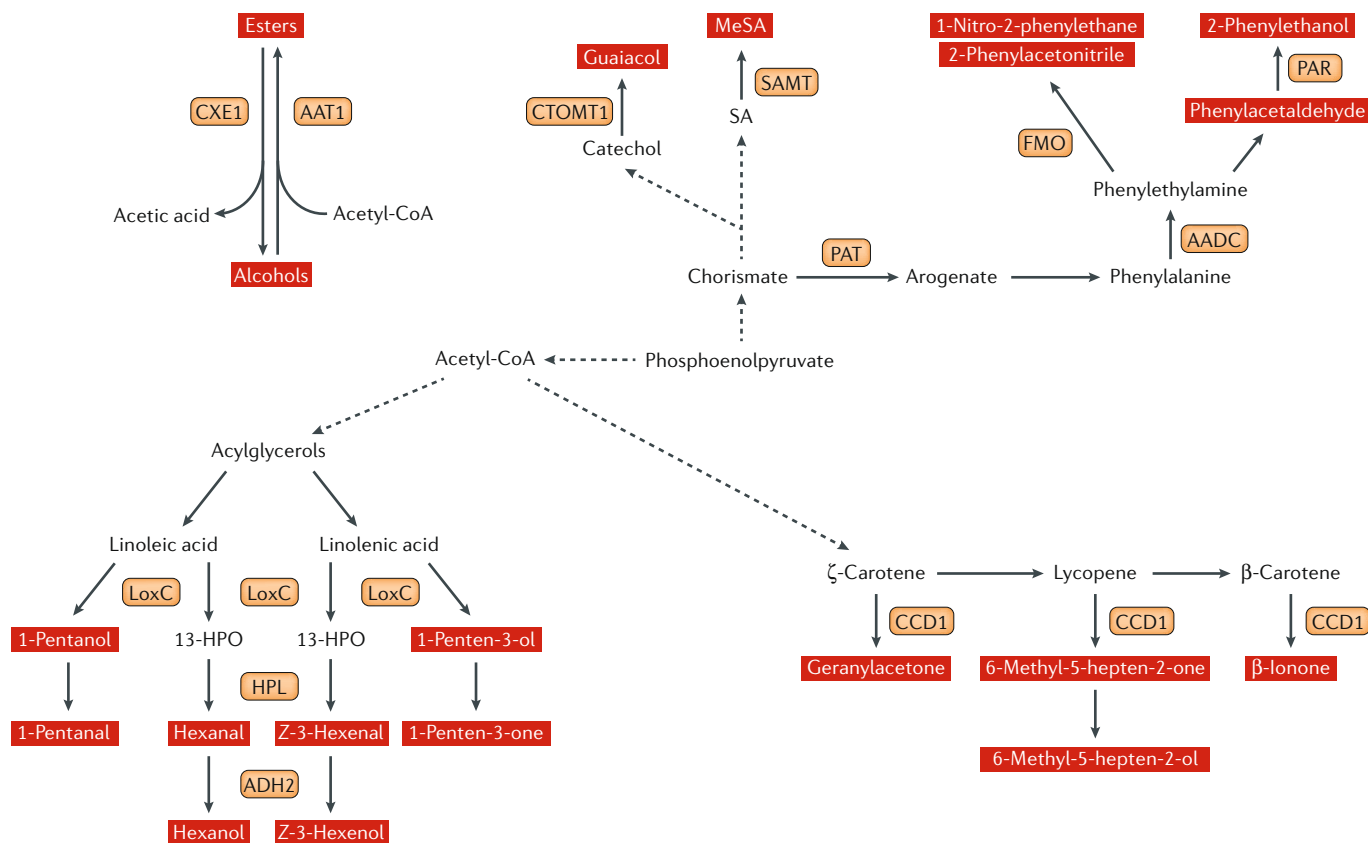 Esters
MeSA
1-Nitro-2-phenylethane
2-Phenylethanol
Guaiacol
2-Phenylacetonitrile
PAR
SAMT
CXE1
AAT1
CTOMT1
SA
Phenylacetaldehyde
Catechol
FMO
Phenylethylamine
Acetic acid
Acetyl-CoA
AADC
PAT
Alcohols
Chorismate
Arogenate
Phenylalanine
Acetyl-CoA
Phosphoenolpyruvate
Acylglycerols
Linoleic acid
Linolenic acid
ζ-Carotene
Lycopene
β-Carotene
LoxC
LoxC
LoxC
CCD1
CCD1
CCD1
1-Pentanol
13-HPO
13-HPO
1-Penten-3-ol
Geranylacetone
6-Methyl-5-hepten-2-one
β-Ionone
HPL
1-Pentanal
Hexanal
Z-3-Hexenal
1-Penten-3-one
6-Methyl-5-hepten-2-ol
ADH2
Hexanol
Z-3-Hexenol